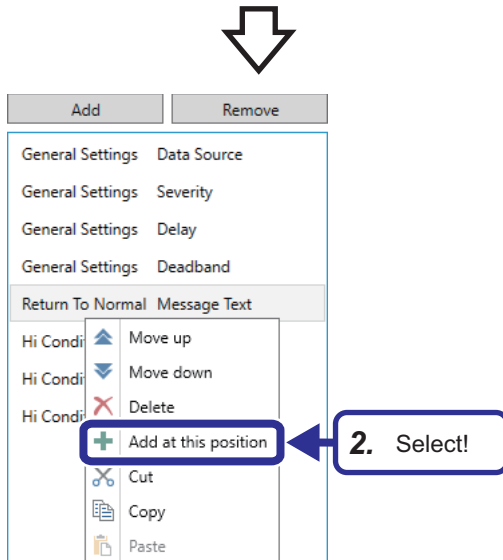 Add Remove
General Settings Data Source
General Settings Severity
General Settings Delay
General Settings Deadband
Return To Normal Message Text
Hi Condi Move up
Hi Condi Move down
Hi Condi Delete
Add at this position 2. Select!
Cut
Copy
Paste